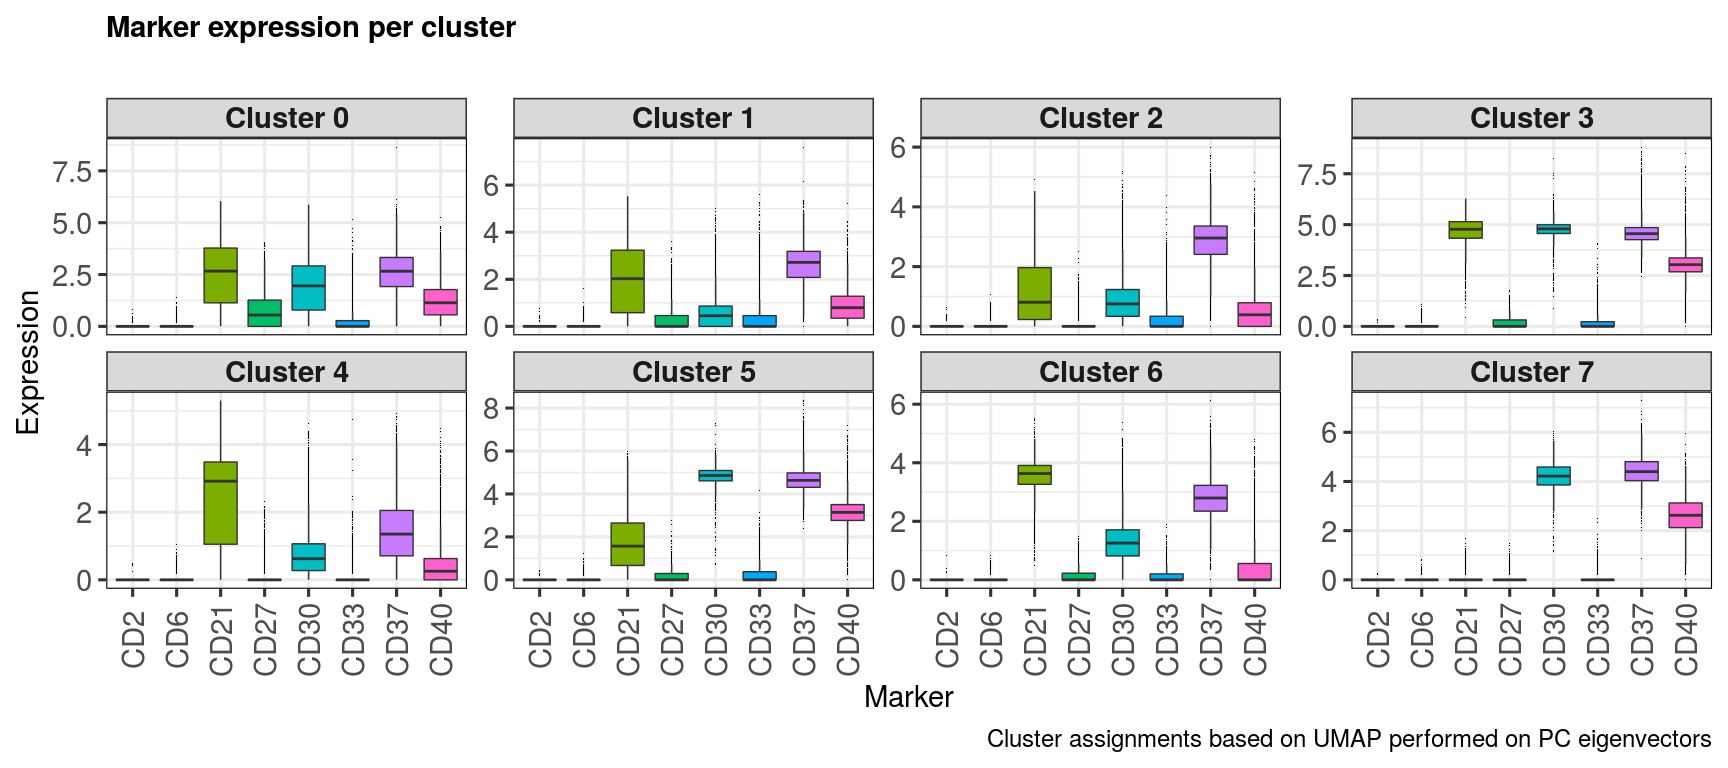 Marker expression per cluster
Cluster 0
Cluster 1
Cluster 2
Cluster 3
7.5
5.0
2.5
0.0
6
4
2
0
6
4
2
0
7.5
5.0
2.5
0.0
Expression
Cluster 4
Cluster 5
Cluster 6
Cluster 7
4
2
0
8
6
4
2
0
6
4
2
0
6
4
2
0
CD2 CD6 CD21 CD27 CD30 CD33 CD37 CD40
CD2 CD6 CD21 CD27 CD30 CD33 CD37 CD40
CD2 CD6 CD21 CD27 CD30 CD33 CD37 CD40
CD2 CD6 CD21 CD27 CD30 CD33 CD37 CD40
Marker
Cluster assignments based on UMAP performed on PC eigenvectors